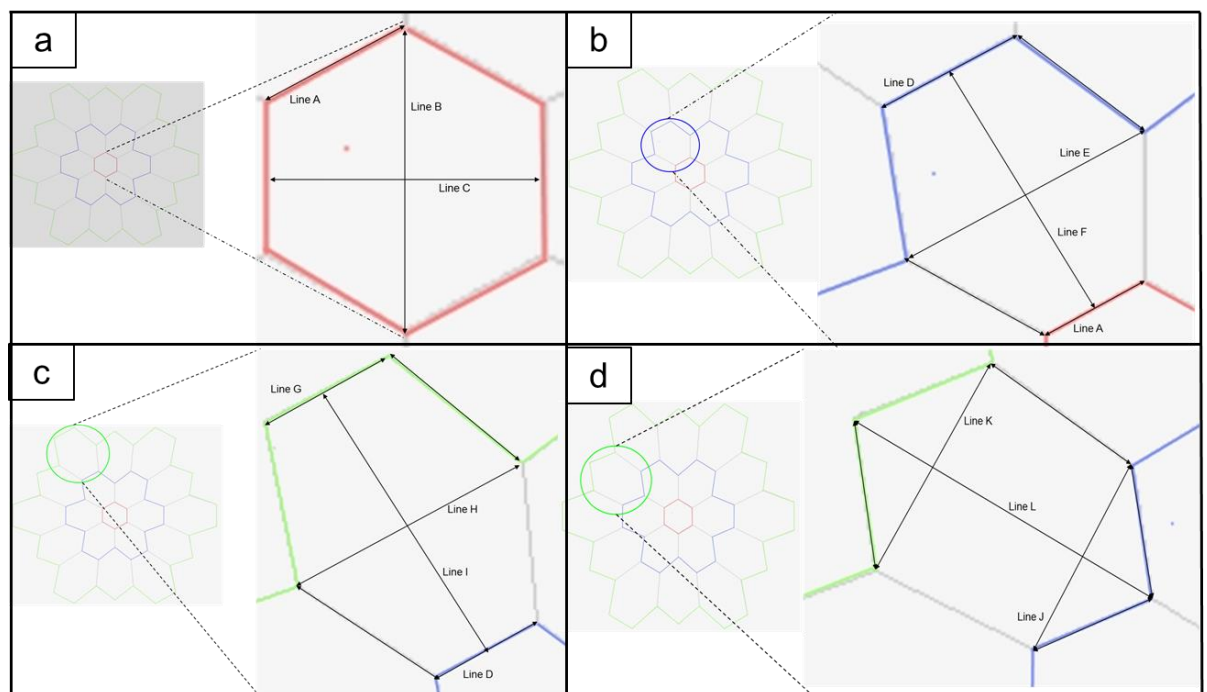 a
Line A
Line B
Line C
b
Line D
Line E
Line F
Line A
c
Line G
Line H
Line I
Line D
d
Line K
Line L
Line J